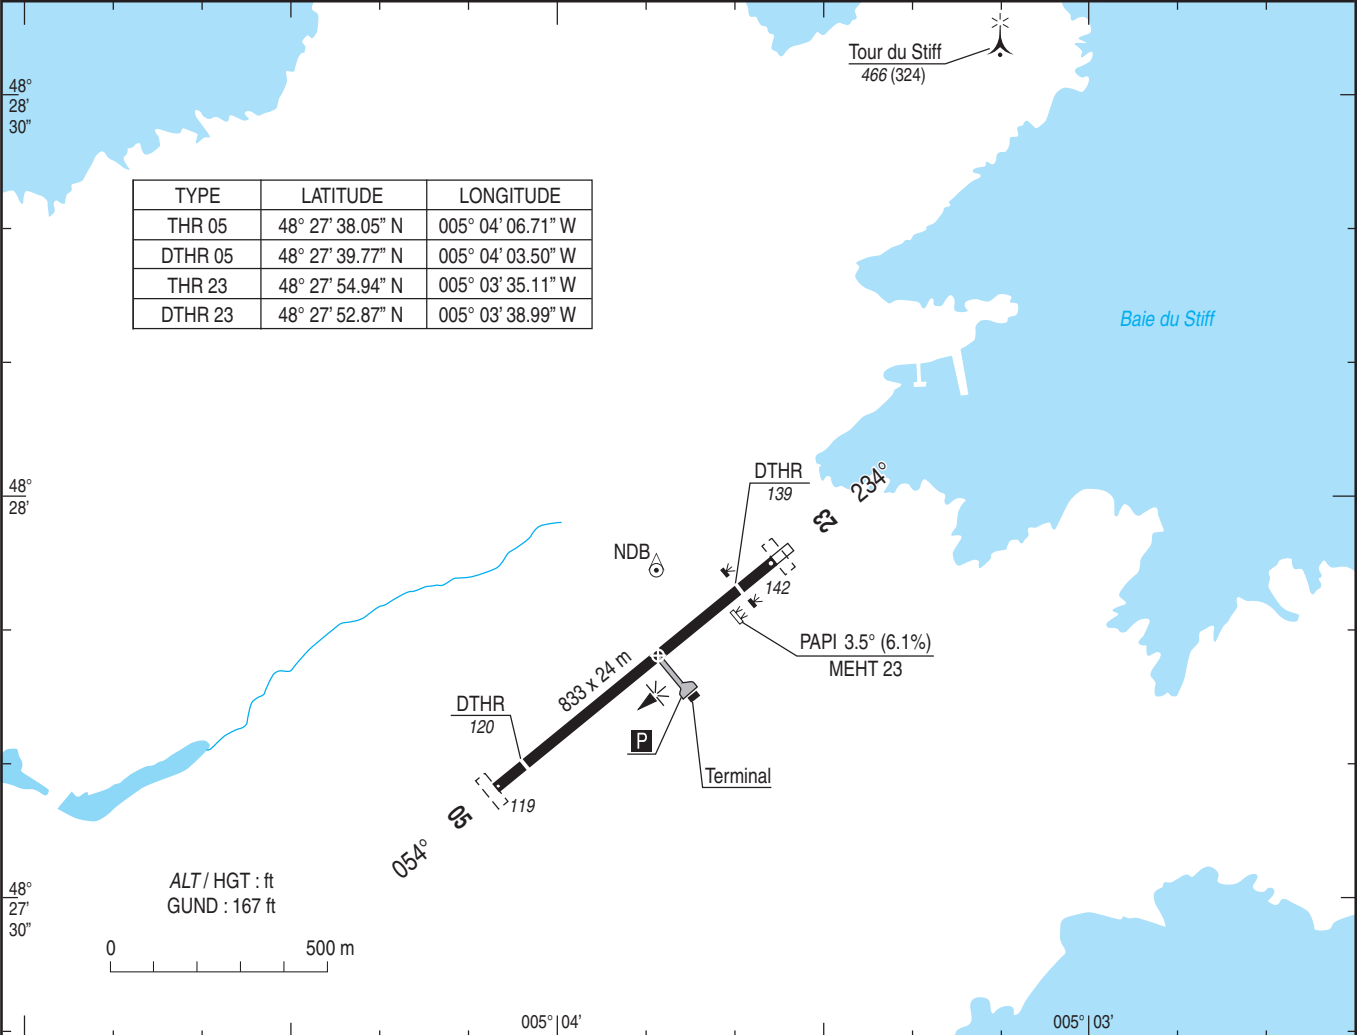 Tour du Stiff
466 (324)
48°
28’
30”
TYPE LATITUDE LONGITUDE
THR 05 48° 27’ 38.05” N 005° 04’ 06.71” W
DTHR 05 48° 27’ 39.77” N 005° 04’ 03.50” W
THR 23 48° 27’ 54.94” N 005° 03’ 35.11” W
DTHR 23 48° 27’ 52.87” N 005° 03’ 38.99” W
Baie du Stiff
48°
28’
DTHR
139
234°
23
NDB
142
PAPI 3.5° (6.1%)
MEHT 23
833 x 24 m
DTHR
120
P
Terminal
119
05
054°
48°
27’
30”
ALT / HGT : ft
GUND : 167 ft
0 500 m
005° 04’
005° 03’